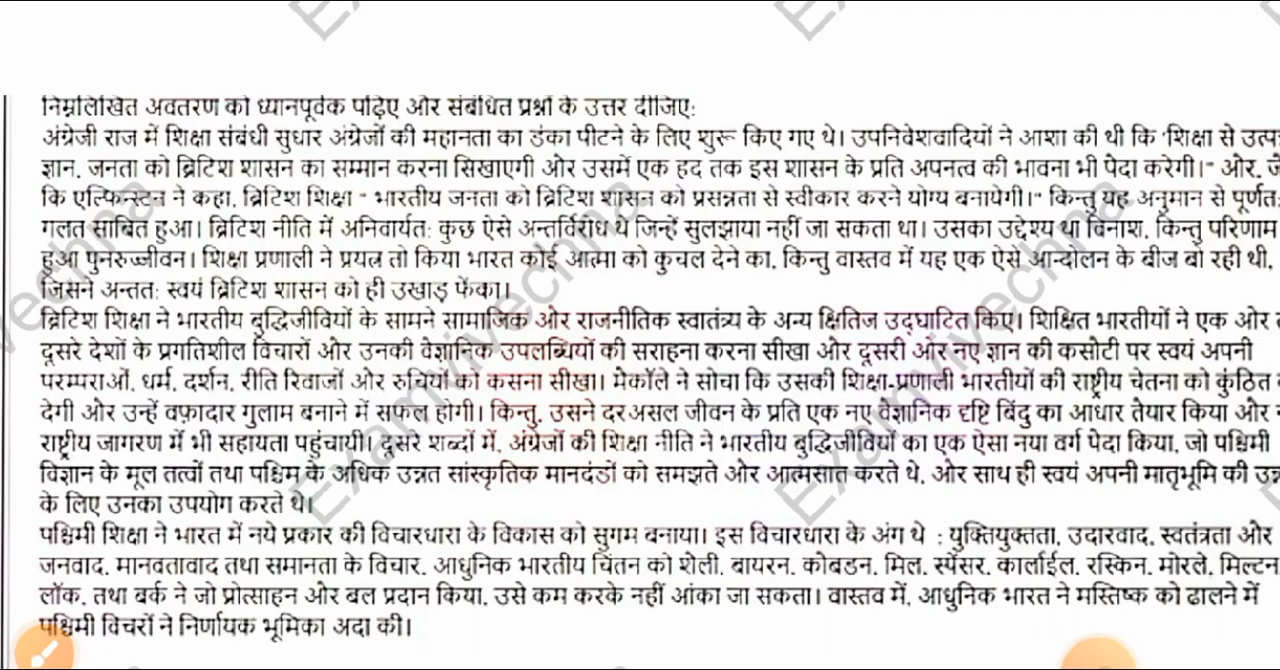 निम्नलिखित अवतरण को ध्यानपूर्वक पढ़िए और संबंधित प्रश्नों के उत्तर दीजिए:
अंग्रेजी राज में शिक्षा संबंधी सुधार अंग्रेजों की महानता का डंका पीटने के लिए शुरू किए गए थे। उपनिवेशवादियों ने आशा की थी कि 'शिक्षा से
ज्ञान, जनता को ब्रिटिश शासन का सम्मान करना सिखाएगी और उसमें एक हद तक इस शासन के प्रति अपनत्व की भावना भी पैदा करेगी।" और,
कि एल्फिन्स्टन ने कहा, ब्रिटिश शिक्षा " भारतीय जनता को ब्रिटिश शासन को प्रसन्नता से स्वीकार करने योग्य बनायेगी।" किन्तु यह अनुमान से पूर्णत:
गलत साबित हुआ। ब्रिटिश नीति में अनिवार्यत: कुछ ऐसे अन्तर्विरोध थे जिन्हें सुलझाया नहीं जा सकता था। उसका उद्देश्य था विनाश, किन्तु परिणाम
हुआ पुनरुज्जीवन। शिक्षा प्रणाली ने प्रयत्न तो किया भारत कोई आत्मा को कुचल देने का, किन्तु वास्तव में यह एक ऐसे आन्दोलन के बीज बो रही थी,
जिसने अन्तत: स्वयं ब्रिटिश शासन को ही उखाड़ फेंका।
ब्रिटिश शिक्षा ने भारतीय बुद्धिजीवियों के सामने सामाजिक और राजनीतिक स्वातंत्र्य के अन्य क्षितिज उद्घाटित किए। शिक्षित भारतीयों ने एक ओर
दूसरे देशों के प्रगतिशील विचारों और उनकी वैज्ञानिक उपलब्धियों की सराहना करना सीखा और दूसरी ओर नए ज्ञान की कसौटी पर स्वयं अपनी
परम्पराओं, धर्म, दर्शन, रीति रिवाजों और रुचियों को कसना सीखा। मैकॉले ने सोचा कि उसकी शिक्षा-प्रणाली भारतीयों की राष्ट्रीय चेतना को कुंठित
देगी और उन्हें वफ़ादार गुलाम बनाने में सफल होगी। किन्तु, उसने दरअसल जीवन के प्रति एक नए वैज्ञानिक दृष्टि बिंदु का आधार तैयार किया और
राष्ट्रीय जागरण में भी सहायता पहुंचायी। दूसरे शब्दों में, अंग्रेजों की शिक्षा नीति ने भारतीय बुद्धिजीवियों का एक ऐसा नया वर्ग पैदा किया, जो पश्चिमी
विज्ञान के मूल तत्वों तथा पश्चिम के अधिक उन्नत सांस्कृतिक मानदंडों को समझते और आत्मसात करते थे, और साथ ही स्वयं अपनी मातृभूमि की
के लिए उनका उपयोग करते थे।
पश्चिमी शिक्षा ने भारत में नये प्रकार की विचारधारा के विकास को सुगम बनाया। इस विचारधारा के अंग थे : युक्तियुक्तता, उदारवाद, स्वतंत्रता और
जनवाद, मानवतावाद तथा समानता के विचार, आधुनिक भारतीय चिंतन को शैली, बायरन, कोबडन, मिल, स्पेंसर, कार्लाईल, रस्किन, मोरले, मिल्टन
लॉक, तथा बर्क ने जो प्रोत्साहन और बल प्रदान किया, उसे कम करके नहीं आंका जा सकता। वास्तव में, आधुनिक भारत ने मस्तिष्क को ढालने में
पश्चिमी विचरों ने निर्णायक भूमिका अदा की।
Examvivechna